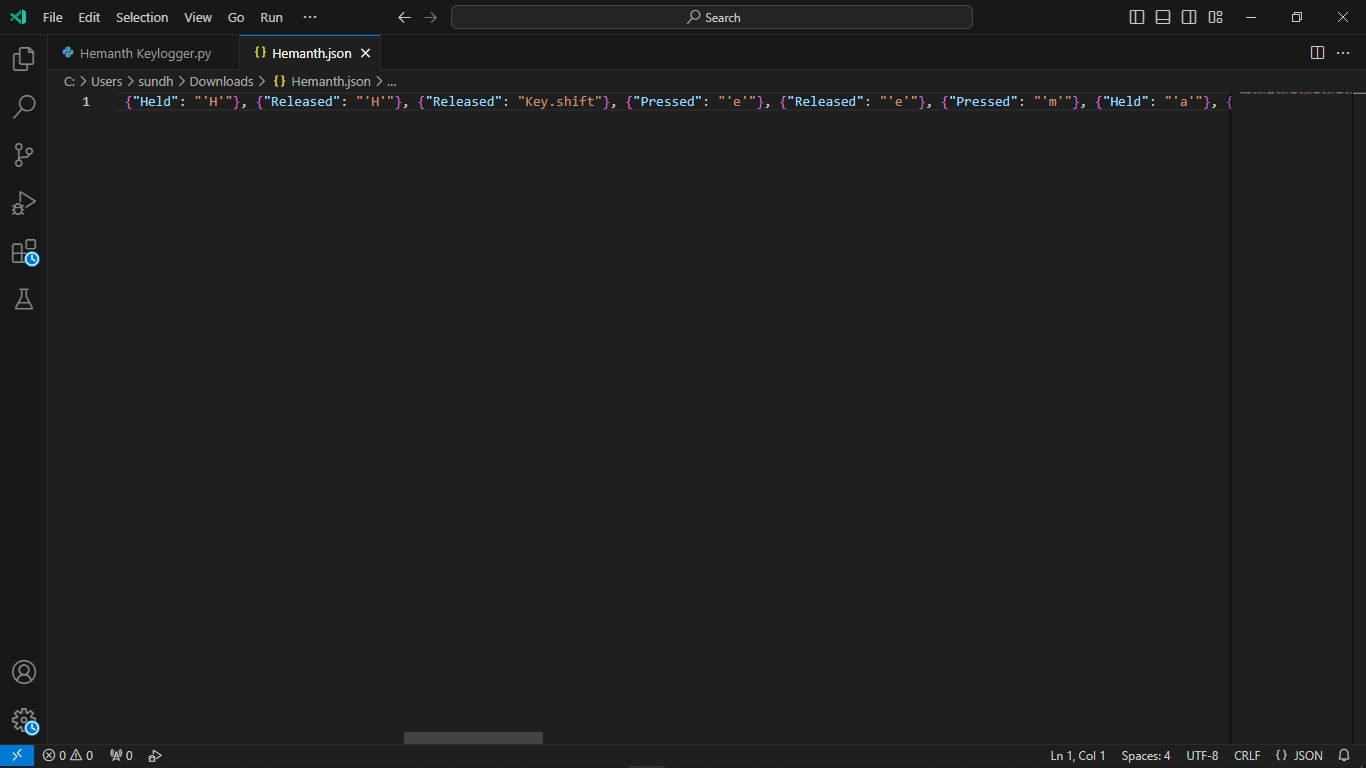 File Edit Selection View Go Run ··· Search
Hemanth Keylogger.py {} Hemanth.json
C: > Users > sundh > Downloads > {} Hemanth.json > ...
1 {"Held": "'H'"}, {"Released": "'H'"}, {"Released": "Key.shift"}, {"Pressed": "'e'"}, {"Released": "'e'"}, {"Pressed": "'m'"}, {"Held": "'a'"}, {
0 0 0 Ln 1, Col 1 Spaces: 4 UTF-8 CRLF {} JSON